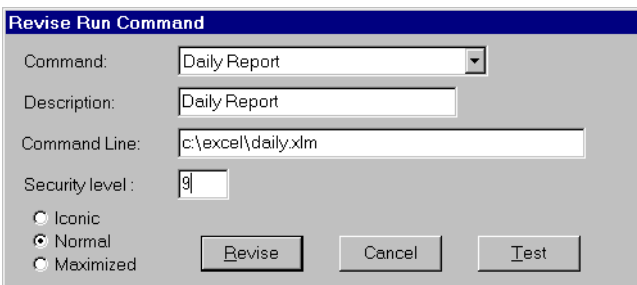 Revise Run Command
Command: Daily Report
Description: Daily Report
Command Line: c:\excel\daily.xlm
Security level : 9
Iconic
Normal
Maximized
Revise Cancel Test